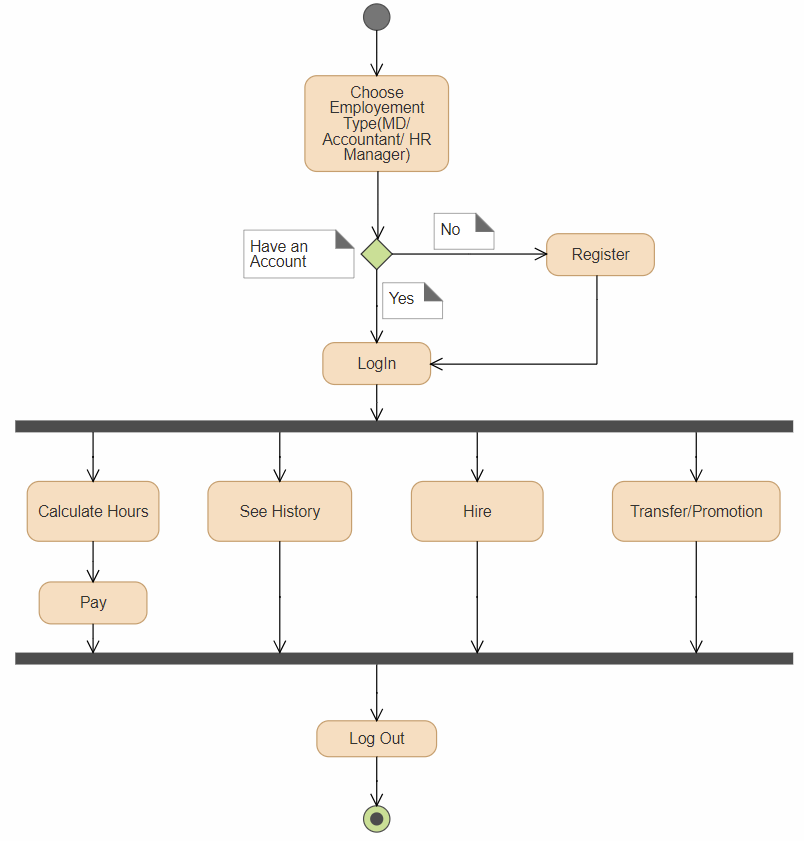 Choose
Employement
Type(MD/
Accountant/ HR
Manager)
No
Have an
Account
Register
Yes
LogIn
Calculate Hours
See History
Hire
Transfer/Promotion
Pay
Log Out